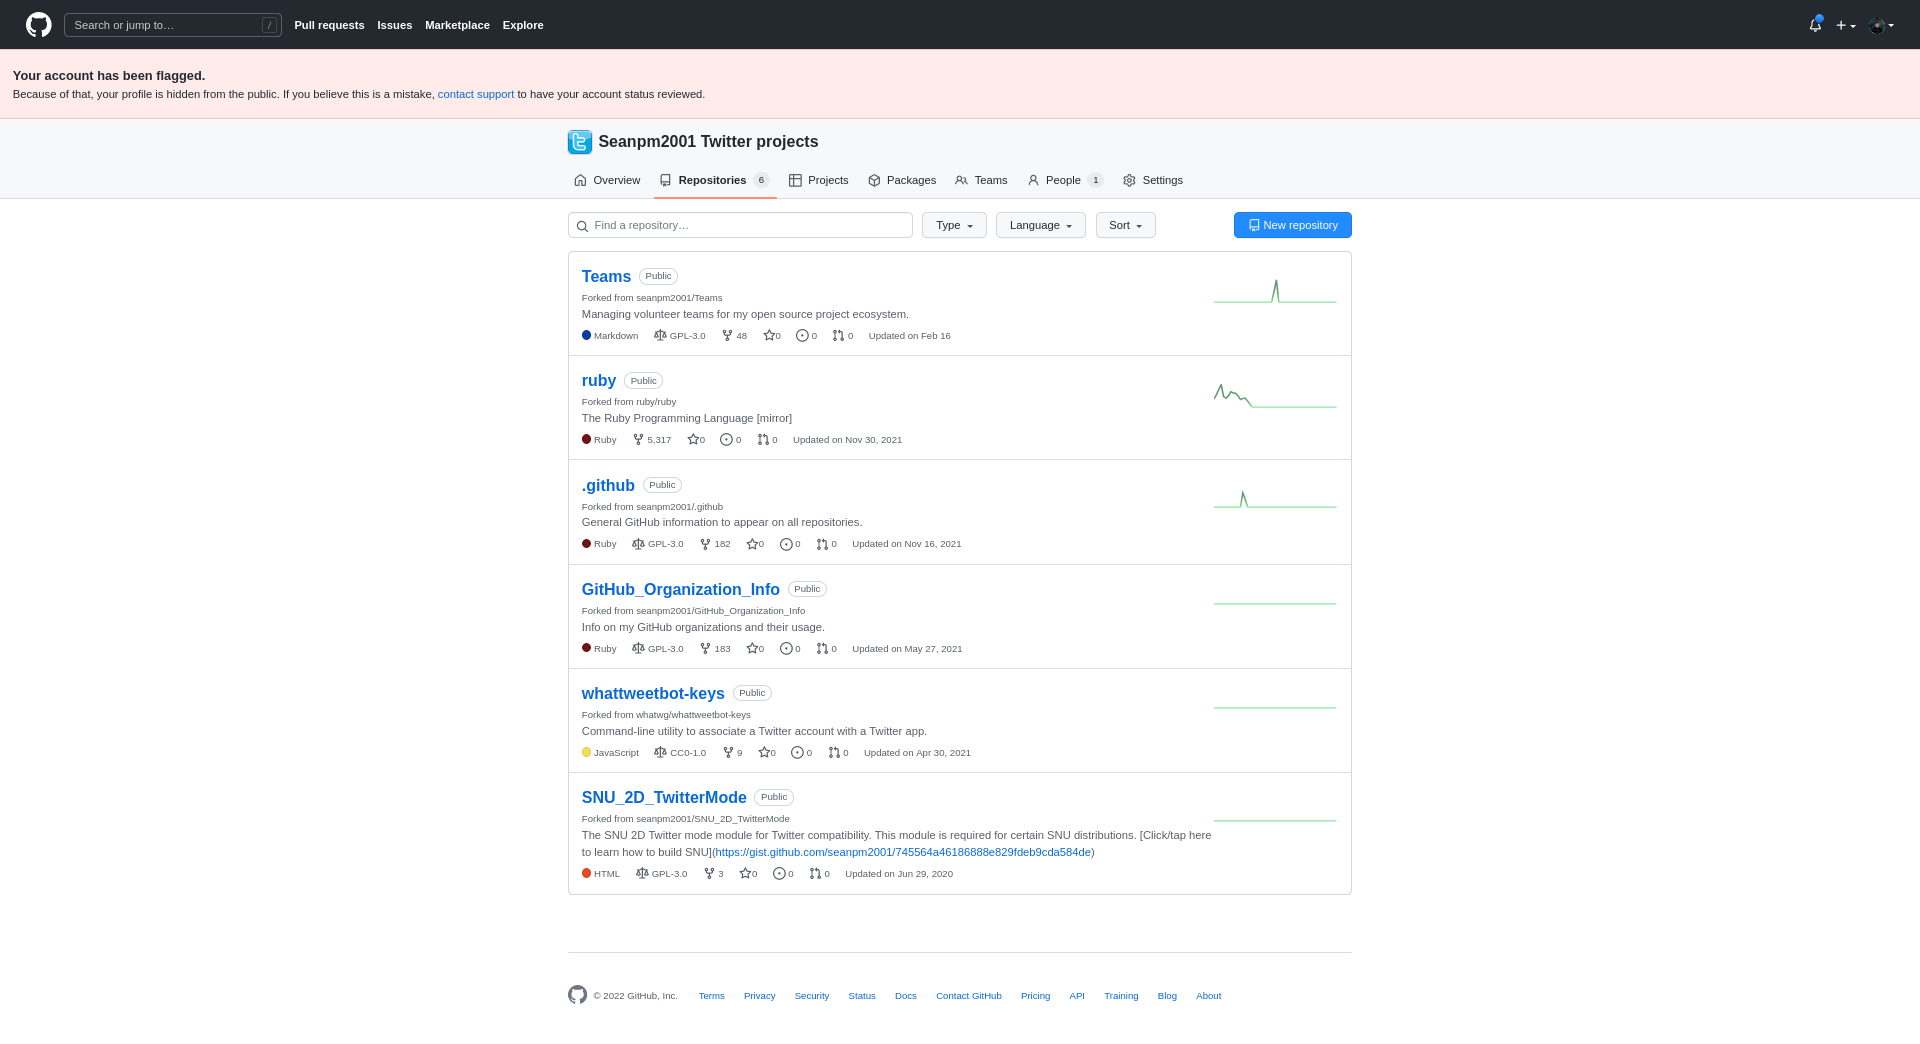 Search or jump to… /
Pull requests Issues Marketplace Explore
Your account has been flagged.
Because of that, your profile is hidden from the public. If you believe this is a mistake, contact support to have your account status reviewed.
Seanpm2001 Twitter projects
Overview Repositories 6 Projects Packages Teams People 1 Settings
Find a repository… Type Language Sort New repository
Teams Public
Forked from seanpm2001/Teams
Managing volunteer teams for my open source project ecosystem.
Markdown GPL-3.0 48 0 0 0 Updated on Feb 16
ruby Public
Forked from ruby/ruby
The Ruby Programming Language [mirror]
Ruby 5,317 0 0 0 Updated on Nov 30, 2021
.github Public
Forked from seanpm2001/.github
General GitHub information to appear on all repositories.
Ruby GPL-3.0 182 0 0 0 Updated on Nov 16, 2021
GitHub_Organization_Info Public
Forked from seanpm2001/GitHub_Organization_Info
Info on my GitHub organizations and their usage.
Ruby GPL-3.0 183 0 0 0 Updated on May 27, 2021
whattweetbot-keys Public
Forked from whatwg/whattweetbot-keys
Command-line utility to associate a Twitter account with a Twitter app.
JavaScript CC0-1.0 9 0 0 0 Updated on Apr 30, 2021
SNU_2D_TwitterMode Public
Forked from seanpm2001/SNU_2D_TwitterMode
The SNU 2D Twitter mode module for Twitter compatibility. This module is required for certain SNU distributions. [Click/tap here
to learn how to build SNU](https://gist.github.com/seanpm2001/745564a46186888e829fdeb9cda584de)
HTML GPL-3.0 3 0 0 0 Updated on Jun 29, 2020
© 2022 GitHub, Inc. Terms Privacy Security Status Docs Contact GitHub Pricing API Training Blog About